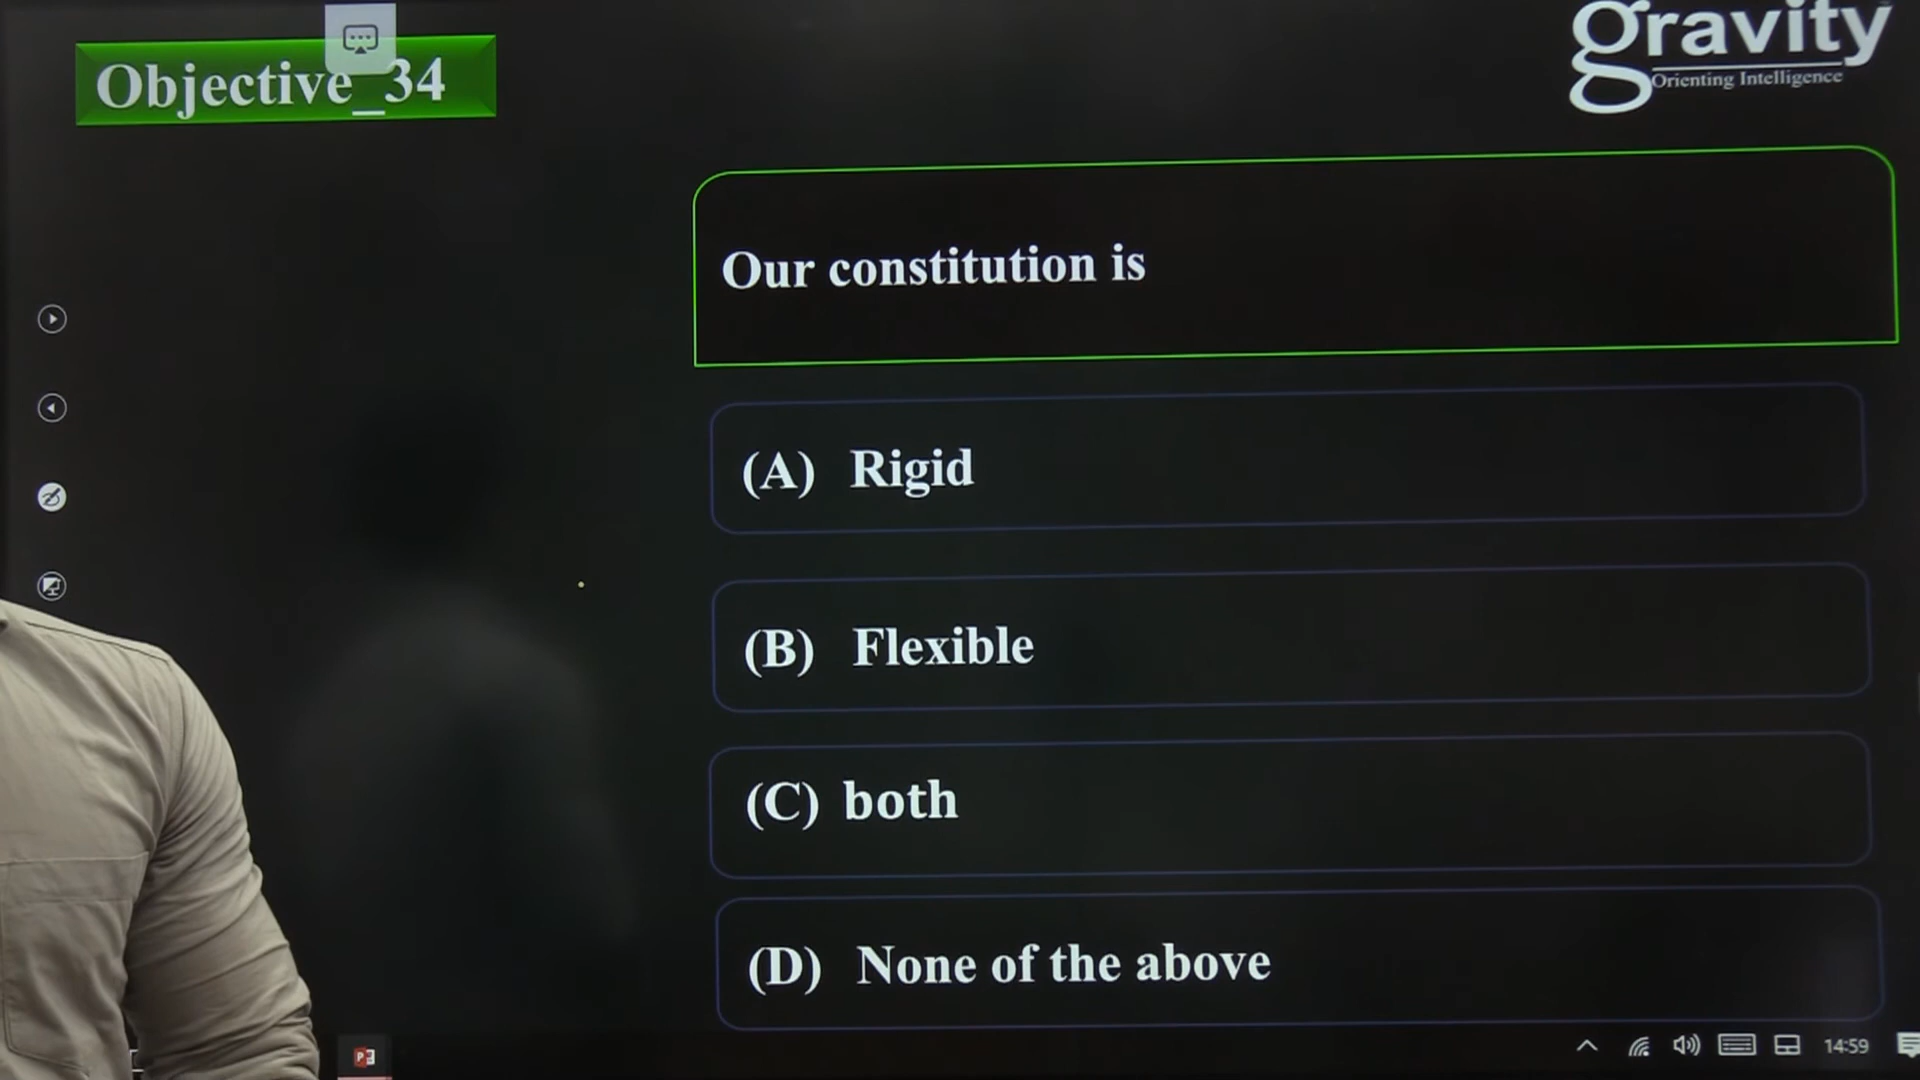 Objective_34
gravity
Orienting Intelligence
Our constitution is
(A) Rigid
(B) Flexible
(C) both
(D) None of the above
14:59